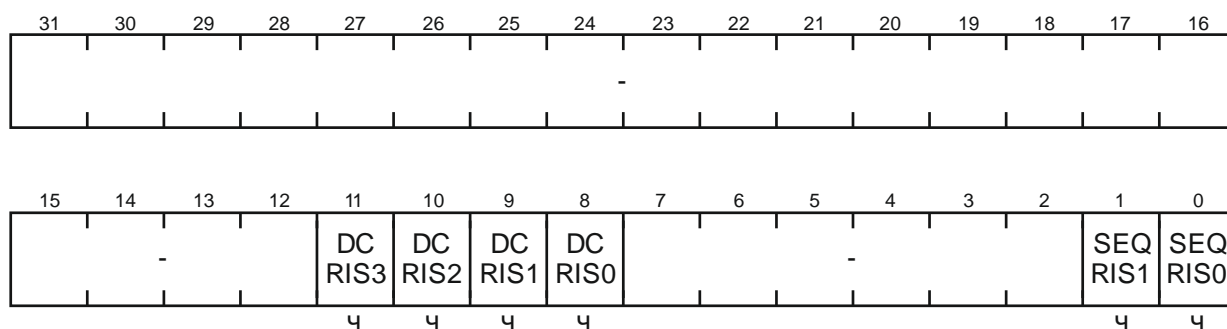 31 30 29 28 27 26 25 24 23 22 21 20 19 18 17 16
-
15 14 13 12 11 10 9 8 7 6 5 4 3 2 1 0
- DC RIS3 DC RIS2 DC RIS1 DC RIS0 - SEQ RIS1 SEQ RIS0
Ч Ч Ч Ч Ч Ч